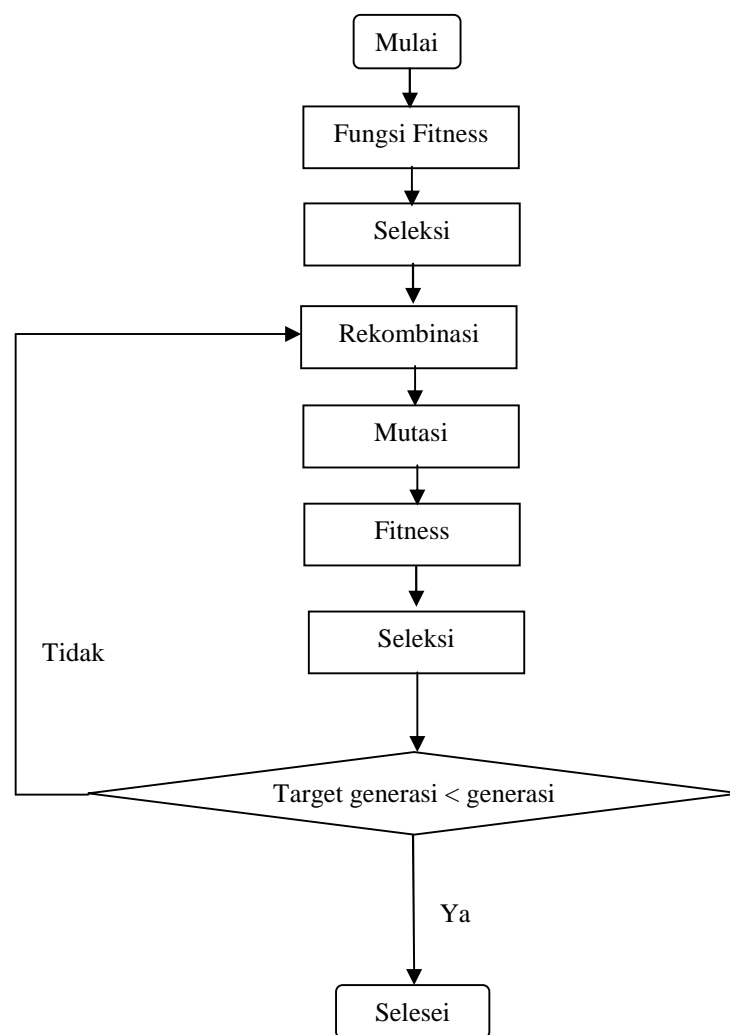 Mulai
Fungsi Fitness
Seleksi
Rekombinasi
Mutasi
Fitness
Seleksi
Tidak
Target generasi < generasi
Ya
Selesei